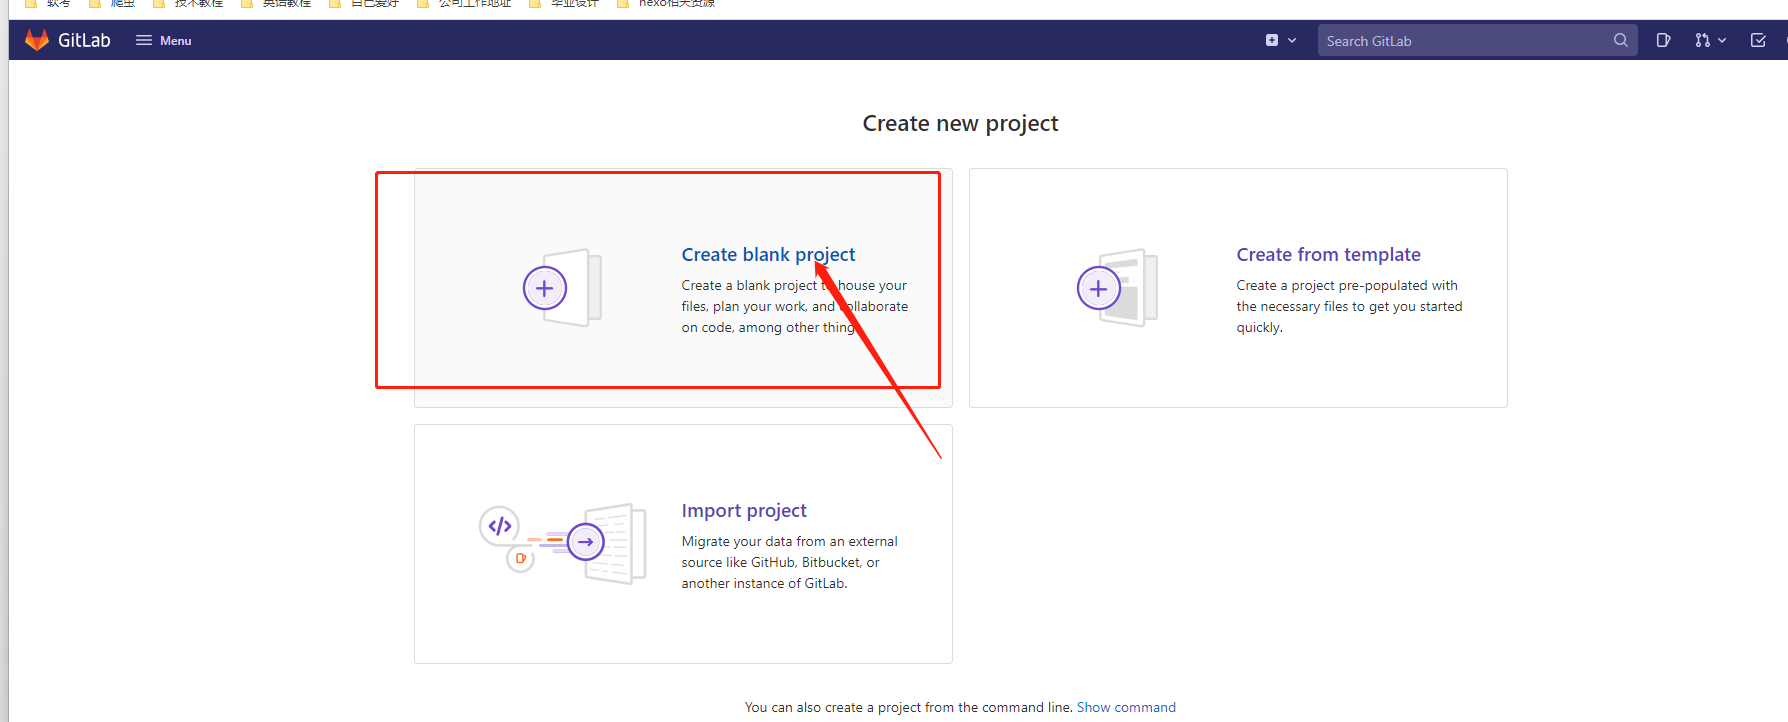 软考 爬虫 技术教程 英语教程 自己爱好 公司工作地址 毕业设计 hexo相关资源
GitLab Menu Search GitLab
Create new project
Create blank project
Create a blank project to house your
files, plan your work, and collaborate
on code, among other things.
Create from template
Create a project pre-populated with
the necessary files to get you started
quickly.
Import project
Migrate your data from an external
source like GitHub, Bitbucket, or
another instance of GitLab.
You can also create a project from the command line. Show command